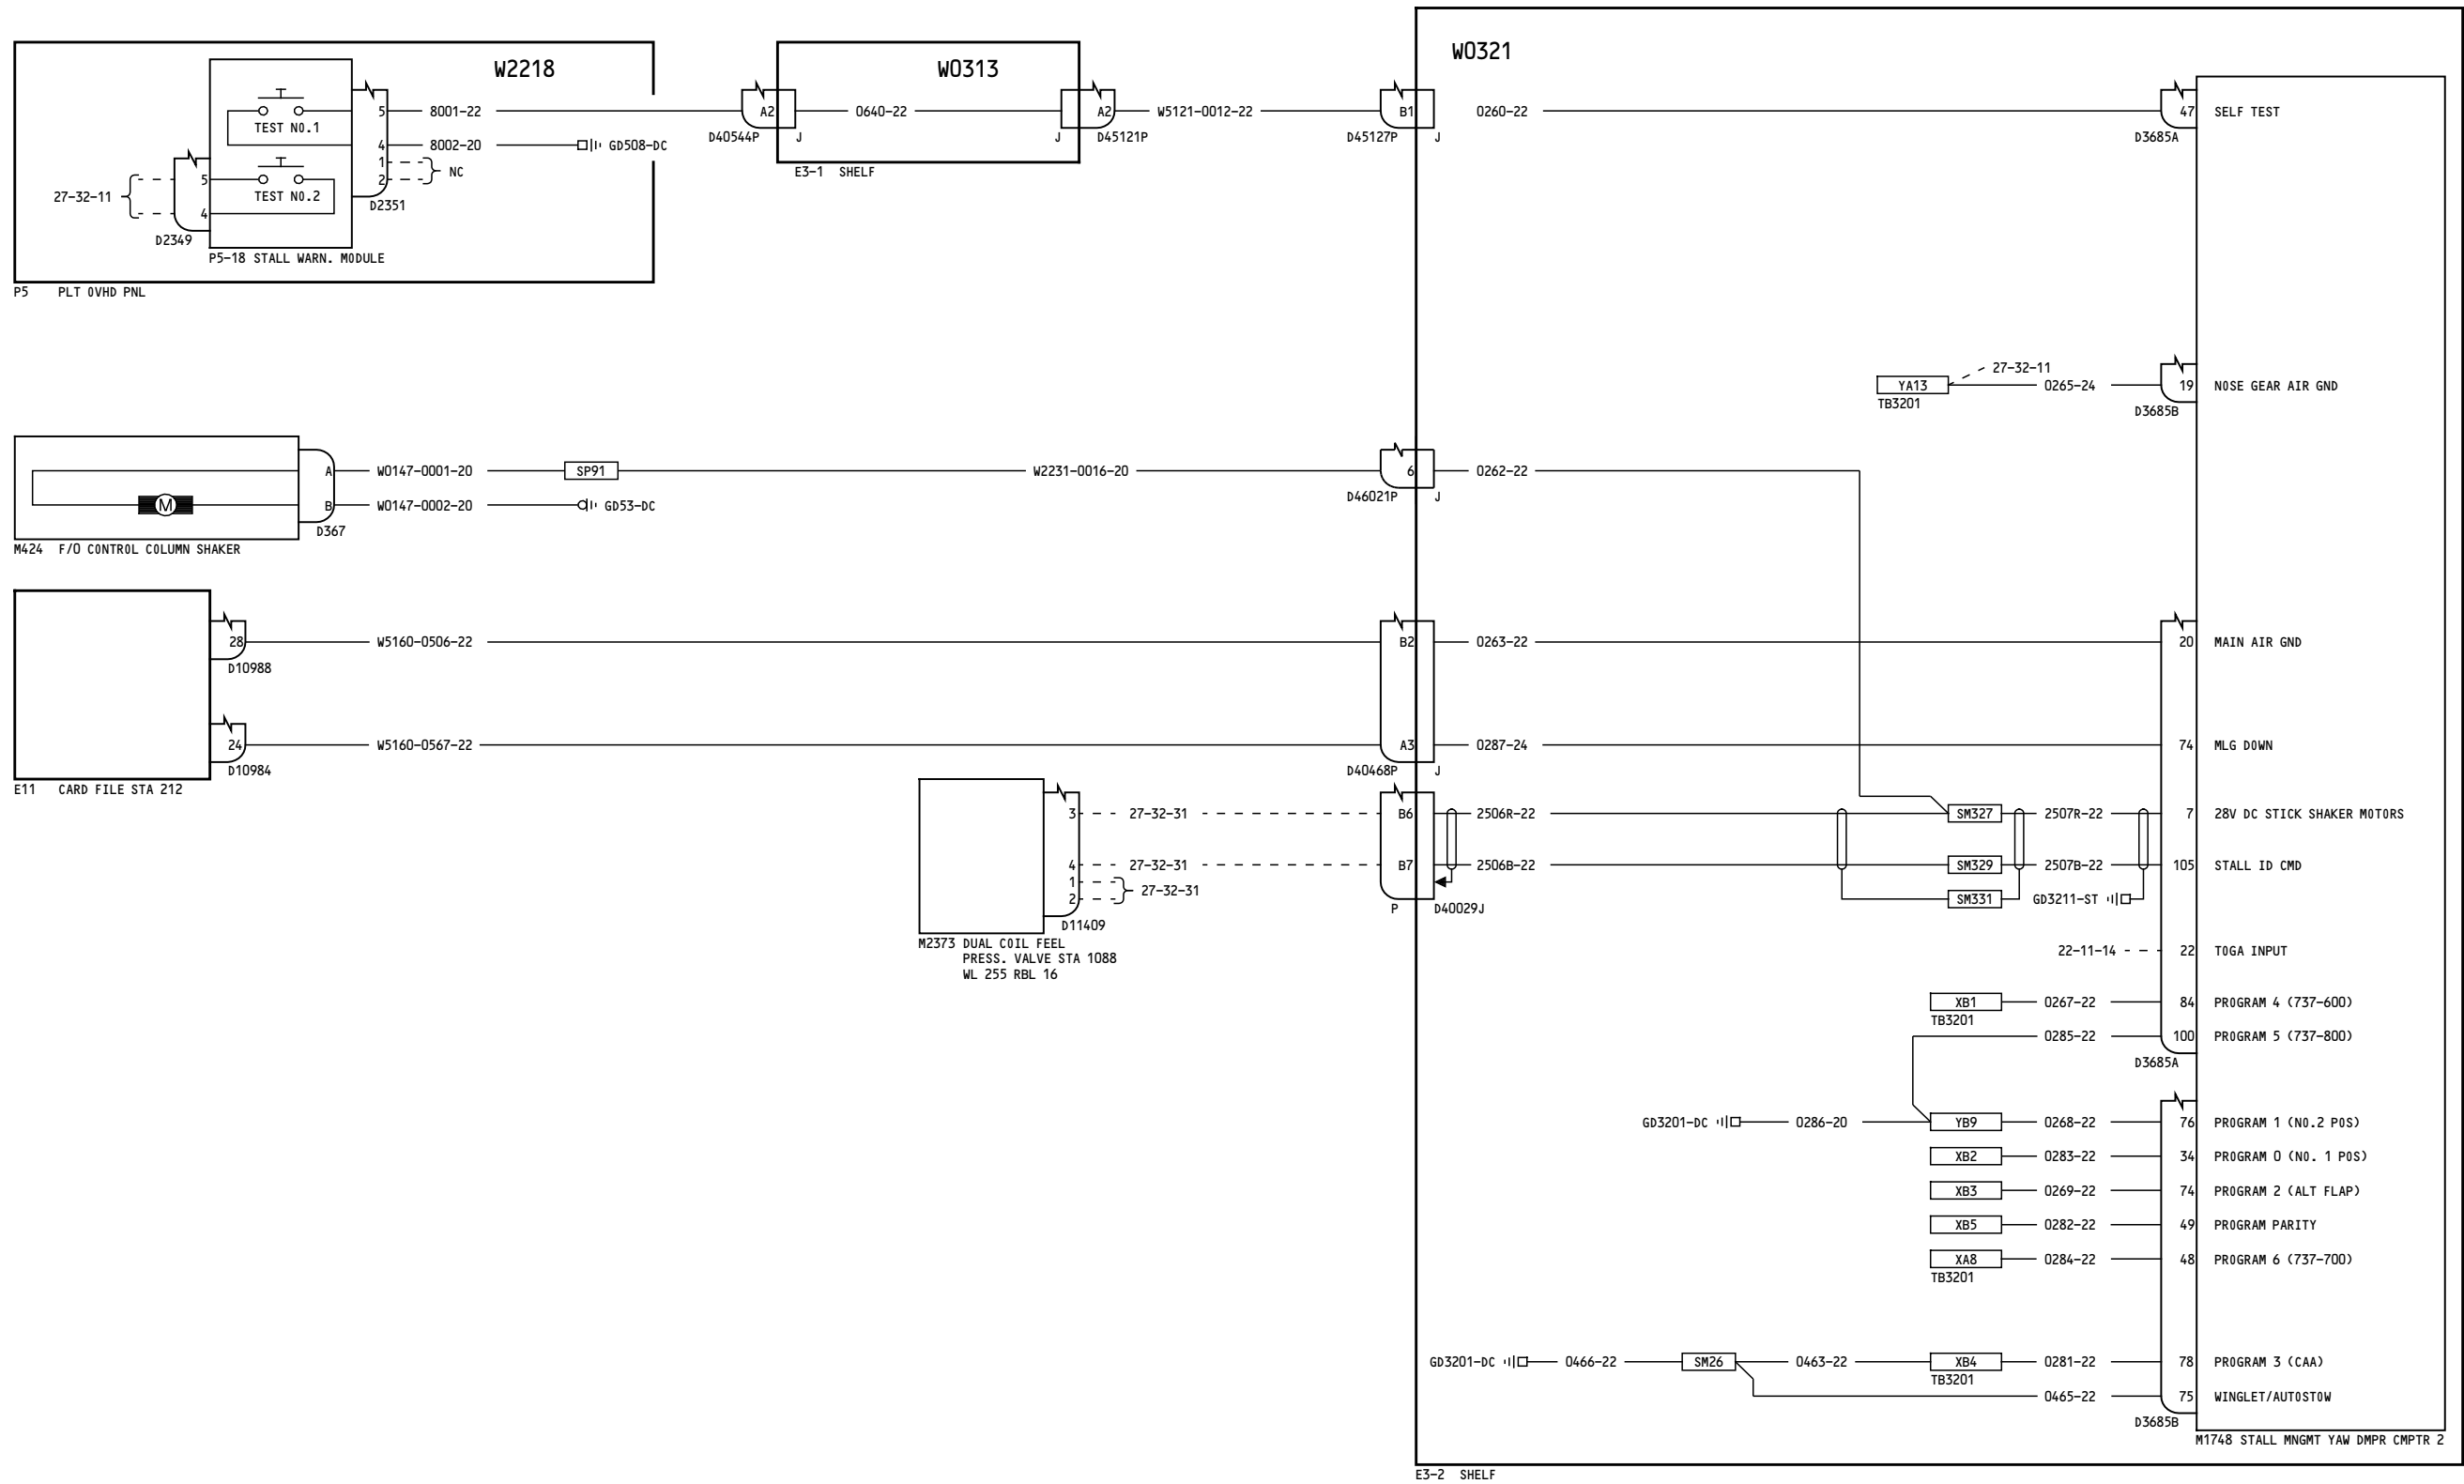 W2218
W0313
W0321
TEST NO.1
TEST NO.2
5
4
1
2
5
4
8001-22
8002-20
GD508-DC
NC
27-32-11
D2349
D2351
P5-18 STALL WARN. MODULE
P5 PLT OVHD PNL
A2
D40544P
J
0640-22
J
A2
D45121P
E3-1 SHELF
W5121-0012-22
B1
D45127P
J
0260-22
47
D3685A
SELF TEST
27-32-11
YA13
TB3201
0265-24
19
D3685B
NOSE GEAR AIR GND
M
A
B
D367
M424 F/O CONTROL COLUMN SHAKER
W0147-0001-20
SP91
W2231-0016-20
6
D46021P
J
0262-22
W0147-0002-20
GD53-DC
28
D10988
W5160-0506-22
B2
0263-22
20
MAIN AIR GND
24
D10984
W5160-0567-22
A3
D40468P
J
0287-24
74
MLG DOWN
E11 CARD FILE STA 212
3
27-32-31
B6
2506R-22
SM327
2507R-22
7
28V DC STICK SHAKER MOTORS
4
27-32-31
B7
2506B-22
SM329
2507B-22
105
STALL ID CMD
1
2
27-32-31
SM331
GD3211-ST
P
D40029J
D11409
M2373 DUAL COIL FEEL
PRESS. VALVE STA 1088
WL 255 RBL 16
22-11-14
22
TOGA INPUT
XB1
TB3201
0267-22
84
PROGRAM 4 (737-600)
0285-22
100
PROGRAM 5 (737-800)
D3685A
GD3201-DC
0286-20
YB9
0268-22
76
PROGRAM 1 (NO.2 POS)
XB2
0283-22
34
PROGRAM 0 (NO. 1 POS)
XB3
0269-22
74
PROGRAM 2 (ALT FLAP)
XB5
0282-22
49
PROGRAM PARITY
XA8
TB3201
0284-22
48
PROGRAM 6 (737-700)
GD3201-DC
0466-22
SM26
0463-22
XB4
TB3201
0281-22
78
PROGRAM 3 (CAA)
0465-22
75
WINGLET/AUTOSTOW
D3685B
M1748 STALL MNGMT YAW DMPR CMPTR 2
E3-2 SHELF